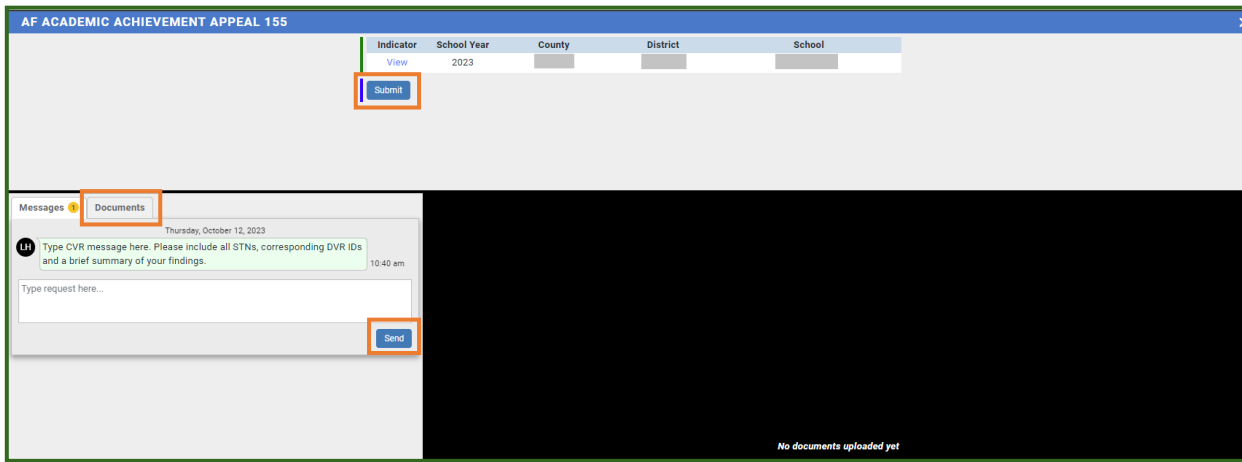 AF ACADEMIC ACHIEVEMENT APPEAL 155
Indicator School Year County District School
View 2023
Submit
Messages 1 Documents
Thursday, October 12, 2023
LH Type CVR message here. Please include all STNs, corresponding DVR IDs
and a brief summary of your findings. 10:40 am
Type request here...
Send
No documents uploaded yet